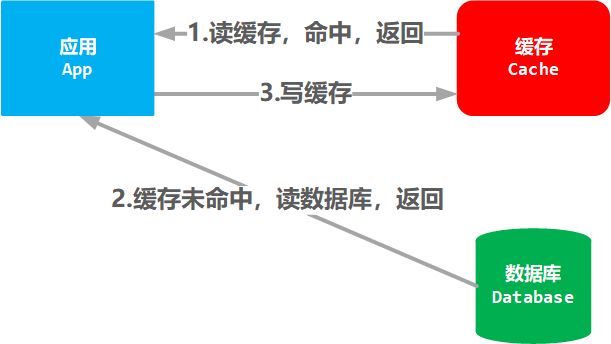 应用
App
1.读缓存，命中，返回
缓存
Cache
3.写缓存
2.缓存未命中，读数据库，返回
数据库
Database